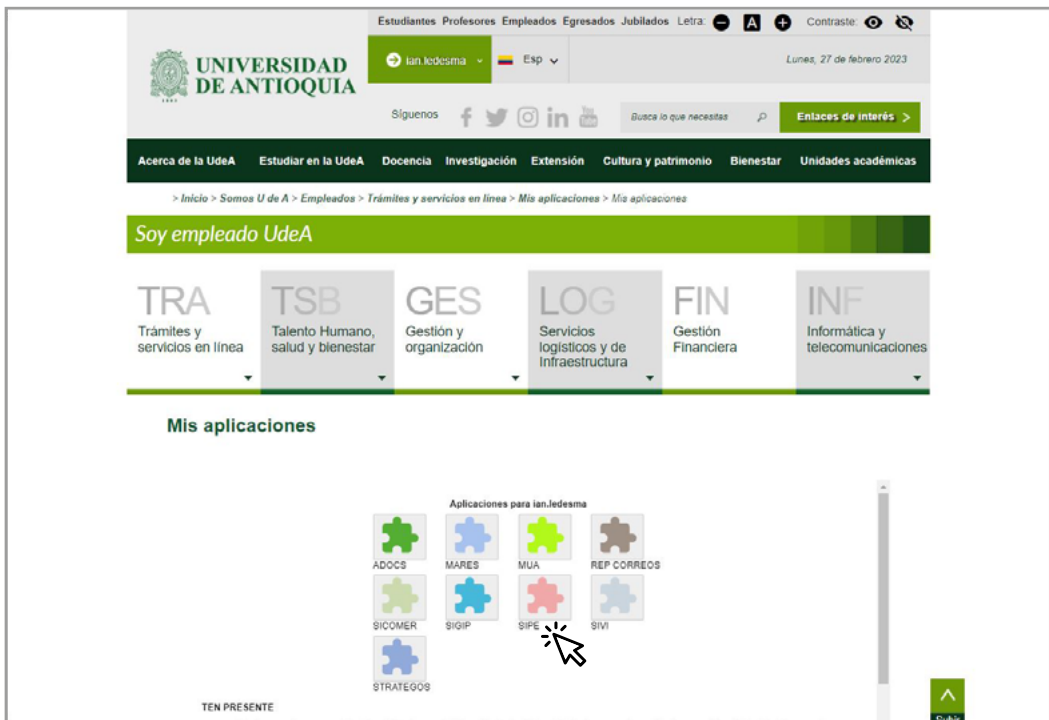 Estudiantes Profesores Empleados Egresados Jubilados Letra: A Contraste:
UNIVERSIDAD
DE ANTIOQUIA
1803
ian.ledesma Esp
Lunes, 27 de febrero 2023
Síguenos
Busca lo que necesitas
Enlaces de interés >
Acerca de la UdeA Estudiar en la UdeA Docencia Investigación Extensión Cultura y patrimonio Bienestar Unidades académicas
> Inicio > Somos U de A > Empleados > Trámites y servicios en línea > Mis aplicaciones > Mis aplicaciones
Soy empleado UdeA
TRA TSB GES LOG FIN INF
Trámites y
servicios en línea
Talento Humano,
salud y bienestar
Gestión y
organización
Servicios
logísticos y de
Infraestructura
Gestión
Financiera
Informática y
telecomunicaciones
Mis aplicaciones
Aplicaciones para ian.ledesma
ADOCS MARES MUA REP CORREOS
SICOMER SIGIP SIPE SIVI
STRATEGOS
TEN PRESENTE
Subir